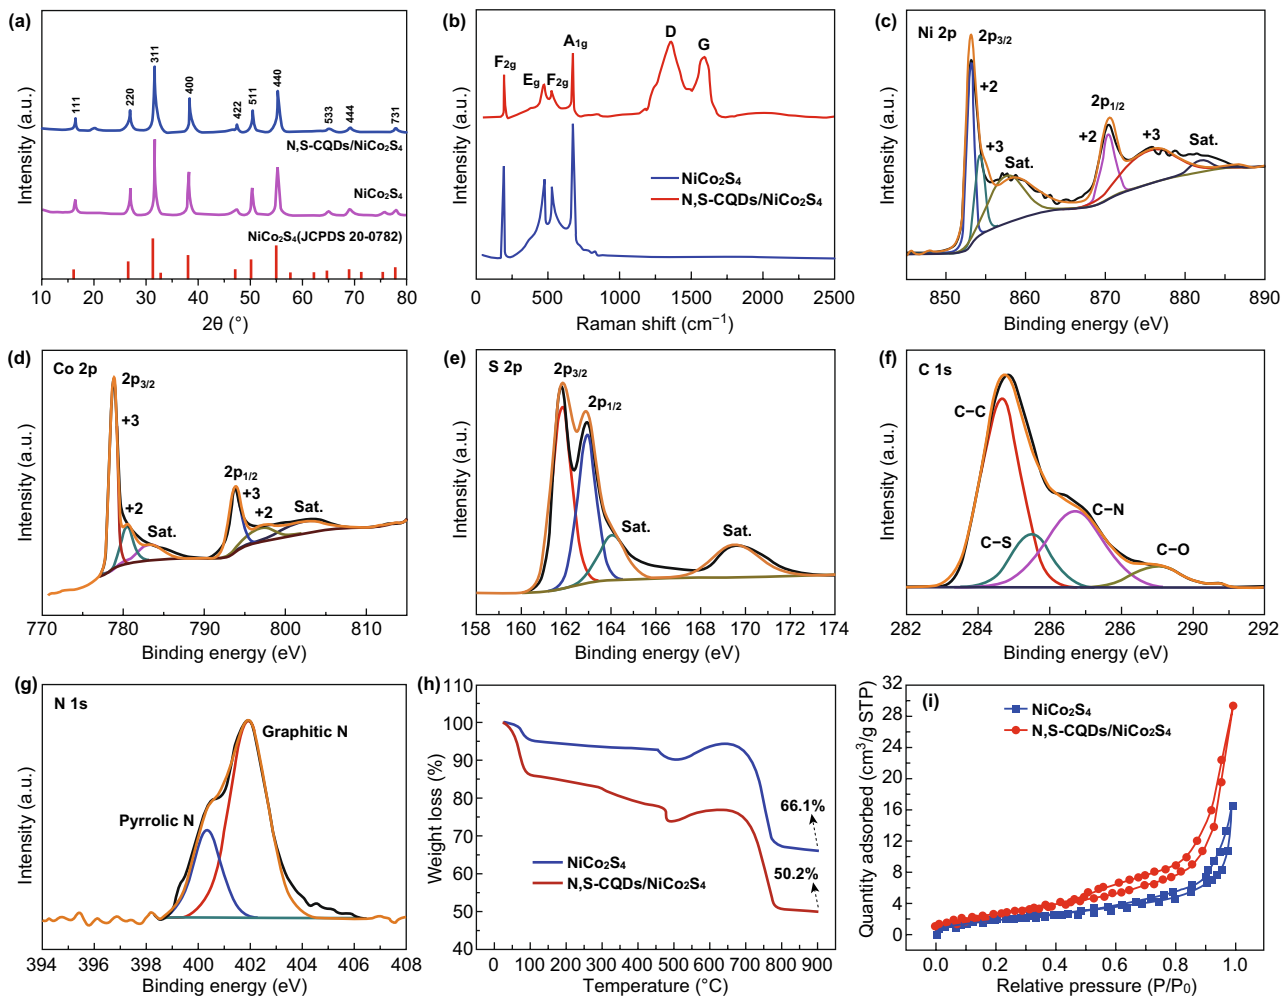 (a)
Intensity (a.u.)
111
220
311
400
422
511
440
533
444
731
N,S-CQDs/NiCo₂S₄
NiCo₂S₄
NiCo₂S₄(JCPDS 20-0782)
10 20 30 40 50 60 70 80
2θ (°)
(b)
Intensity (a.u.)
F2g
Eg
F2g
A1g
D
G
NiCo₂S₄
N,S-CQDs/NiCo₂S₄
0 500 1000 1500 2000 2500
Raman shift (cm⁻¹)
(c)
Intensity (a.u.)
Ni 2p
2p3/2
+2
+3
Sat.
2p1/2
+2
+3
Sat.
850 860 870 880 890
Binding energy (eV)
(d)
Intensity (a.u.)
Co 2p
2p3/2
+3
+2
Sat.
2p1/2
+3
+2
Sat.
770 780 790 800 810
Binding energy (eV)
(e)
Intensity (a.u.)
S 2p
2p3/2
2p1/2
Sat.
Sat.
158 160 162 164 166 168 170 172 174
Binding energy (eV)
(f)
Intensity (a.u.)
C 1s
C−C
C−S
C−N
C−O
282 284 286 288 290 292
Binding energy (eV)
(g)
Intensity (a.u.)
N 1s
Graphitic N
Pyrrolic N
394 396 398 400 402 404 406 408
Binding energy (eV)
(h)
Weight loss (%)
110
100
90
80
70
60
50
40
66.1%
50.2%
NiCo₂S₄
N,S-CQDs/NiCo₂S₄
0 100 200 300 400 500 600 700 800 900
Temperature (°C)
(i)
Quantity adsorbed (cm³/g STP)
32
28
24
20
16
12
8
4
0
NiCo₂S₄
N,S-CQDs/NiCo₂S₄
0.0 0.2 0.4 0.6 0.8 1.0
Relative pressure (P/P₀)